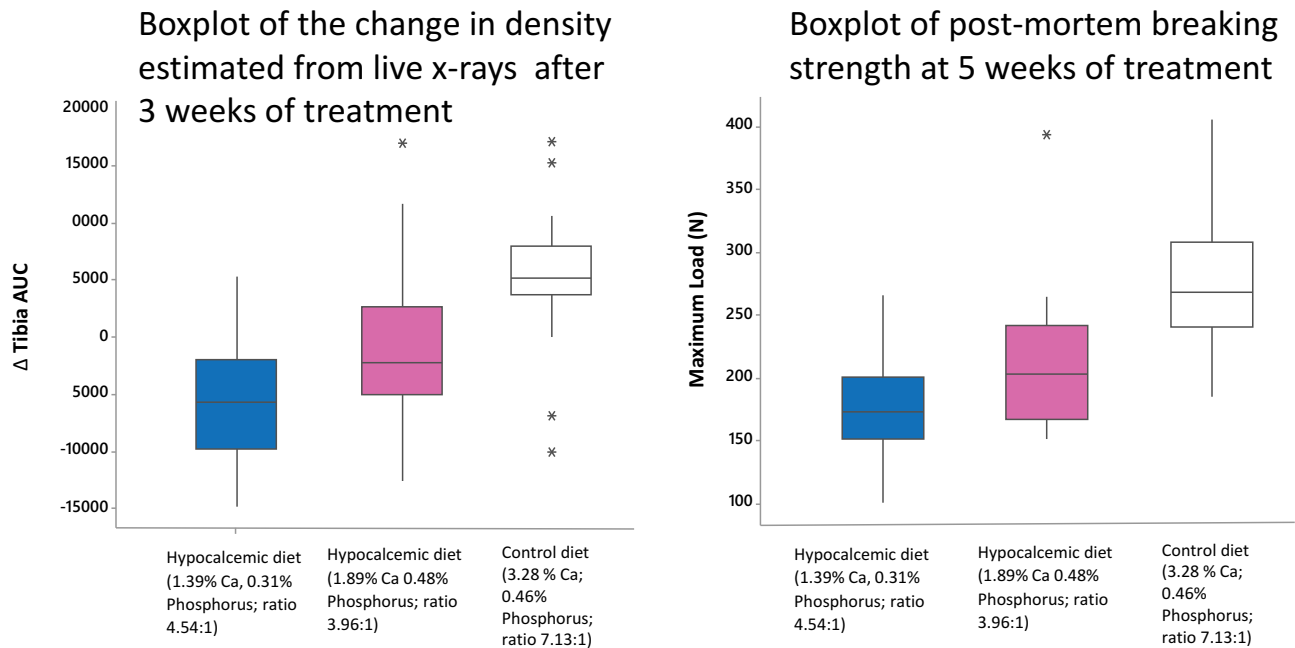 Boxplot of the change in density
estimated from live x-rays after
3 weeks of treatment
20000
15000
0000
5000
0
5000
-10000
-15000
Δ Tibia AUC
Hypocalcemic diet
(1.39% Ca, 0.31%
Phosphorus; ratio
4.54:1)
Hypocalcemic diet
(1.89% Ca 0.48%
Phosphorus; ratio
3.96:1)
Control diet
(3.28 % Ca;
0.46%
Phosphorus;
ratio 7.13:1)
Boxplot of post-mortem breaking
strength at 5 weeks of treatment
400
350
300
250
200
150
100
Maximum Load (N)
Hypocalcemic diet
(1.39% Ca, 0.31%
Phosphorus; ratio
4.54:1)
Hypocalcemic diet
(1.89% Ca 0.48%
Phosphorus; ratio
3.96:1)
Control diet
(3.28 % Ca;
0.46%
Phosphorus;
ratio 7.13:1)